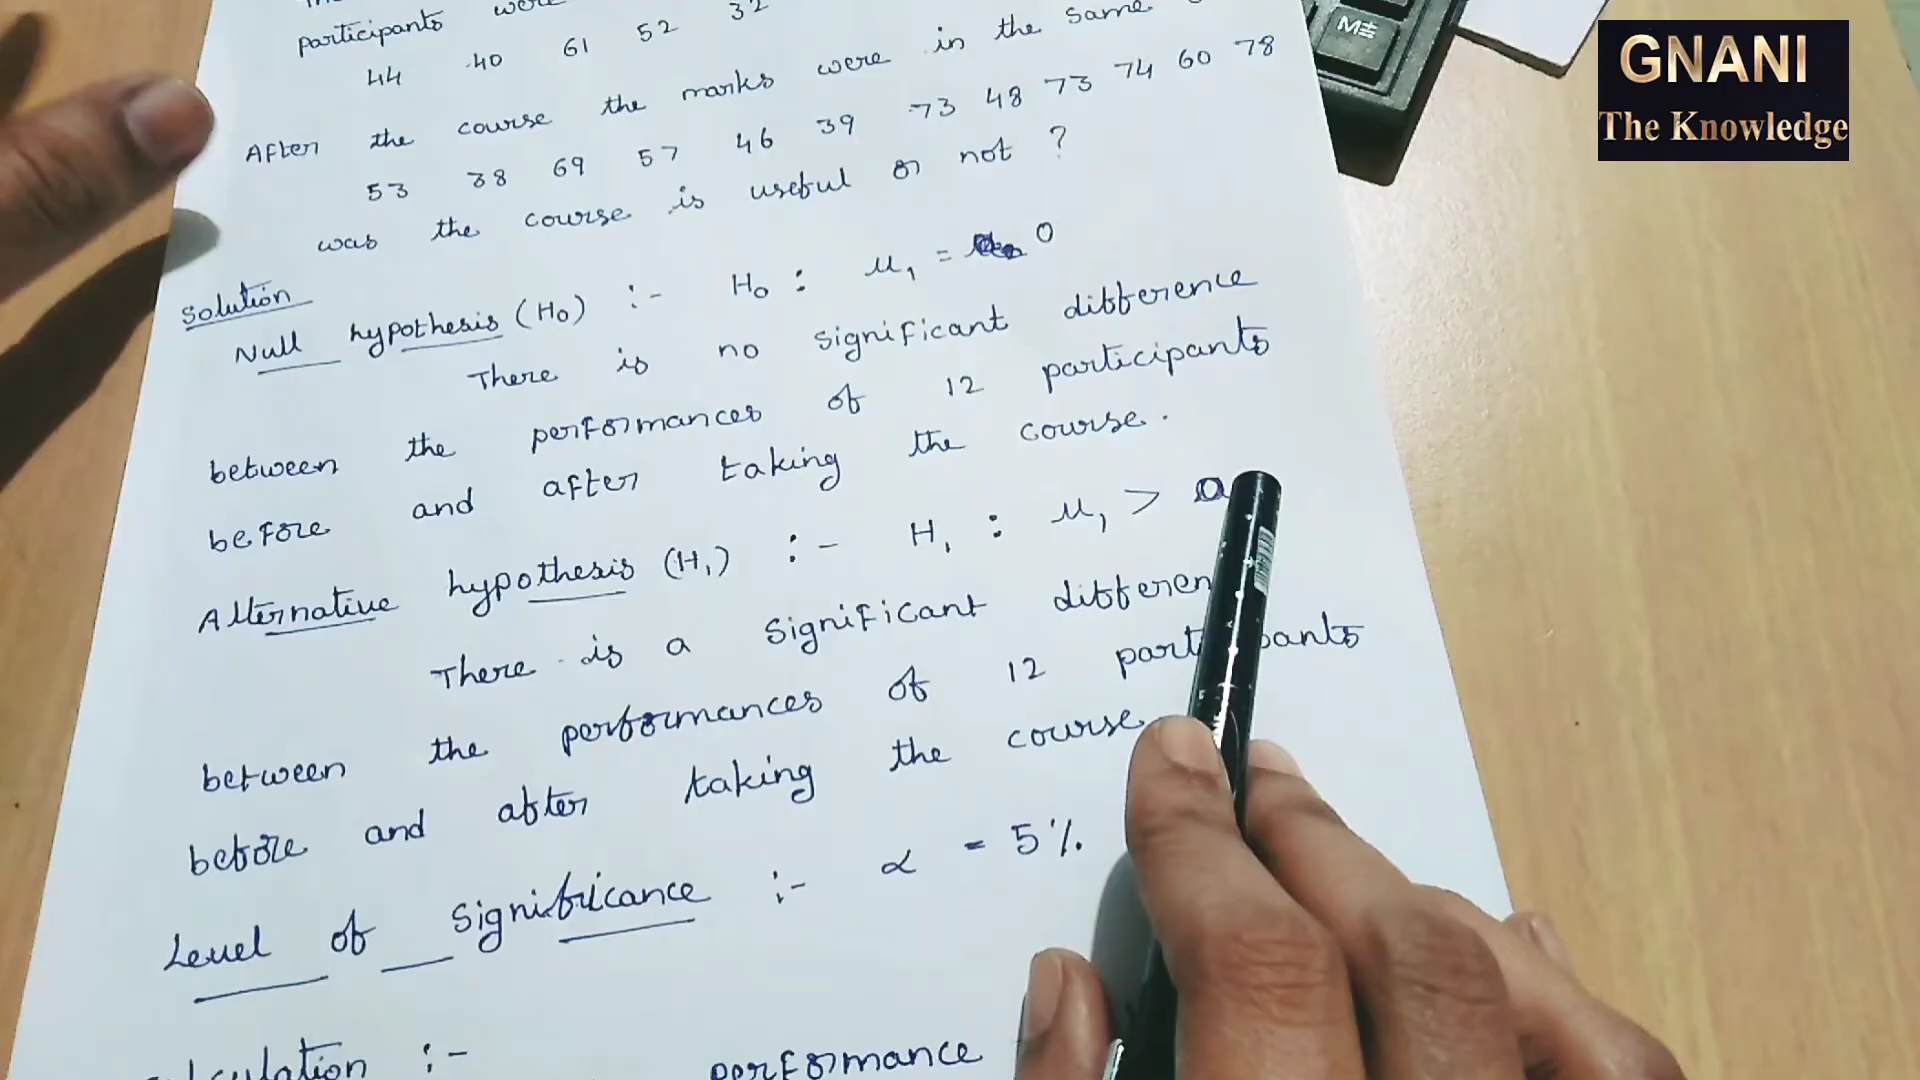 participants were
44 40 61 52 32
After the course the marks were in the same
53 38 69 57 46 39 73 48 73 74 60 78
was the course is useful or not ?
Solution
Null hypothesis (H0) :- H0 : μ1 = 0
There is no significant difference
between the performances of 12 participants
before and after taking the course.
Alternative hypothesis (H1) :- H1 : μ1 >
There is a significant differen
between the performances of 12 participants
before and after taking the course
Level of significance :- α = 5%
:- performance
M
GNANI
The Knowledge